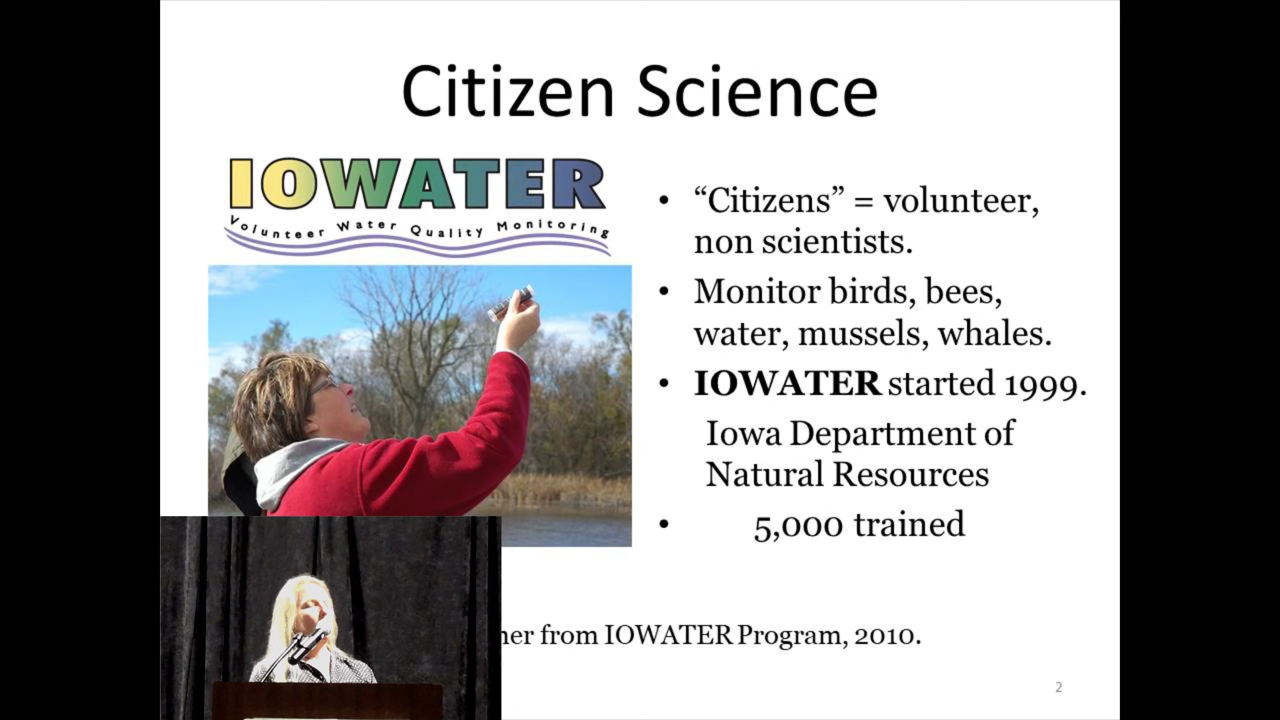 Citizen Science
IOWATER
Volunteer Water Quality Monitoring
• “Citizens” = volunteer,
non scientists.
• Monitor birds, bees,
water, mussels, whales.
• IOWATER started 1999.
Iowa Department of
Natural Resources
• 5,000 trained
from IOWATER Program, 2010.
2